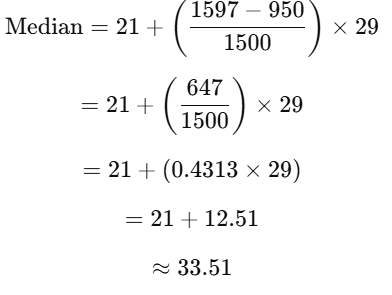 Median = 21 + ( (1597 − 950) / 1500 ) × 29
= 21 + ( 647 / 1500 ) × 29
= 21 + (0.4313 × 29)
= 21 + 12.51
≈ 33.51